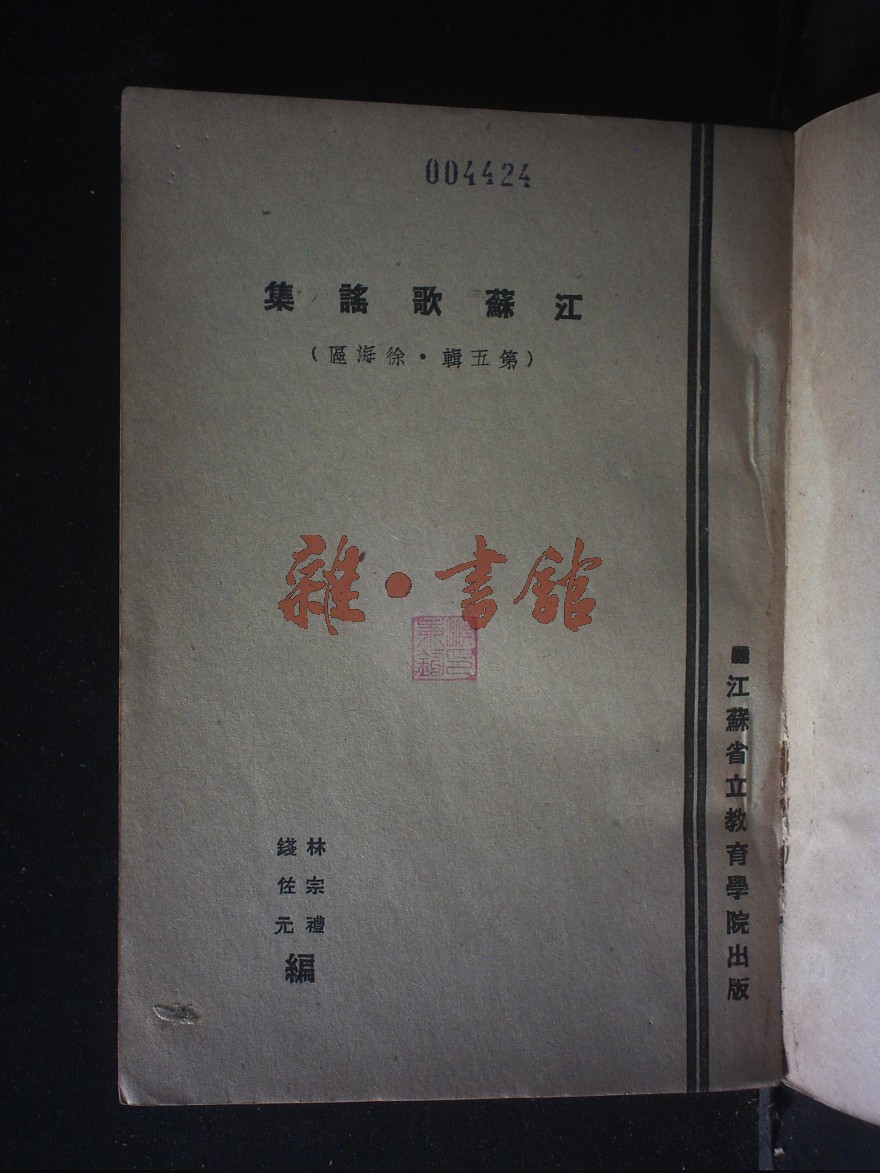 004424
江蘇歌謠集
（第五輯·徐海區）
雜·書館
林宗禮
錢佐元
編
江蘇省立教育學院出版